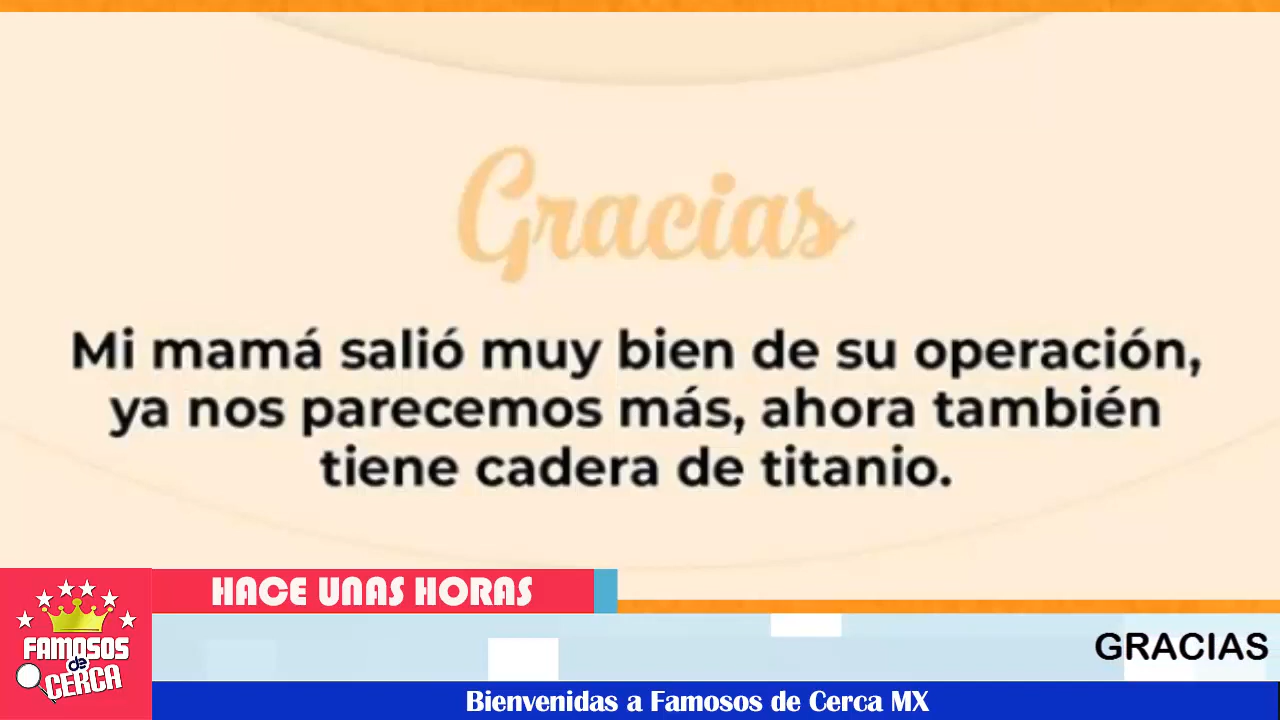 Gracias
Mi mamá salió muy bien de su operación,
ya nos parecemos más, ahora también
tiene cadera de titanio.
HACE UNAS HORAS
GRACIAS
FAMOSOS
de
CERCA
Bienvenidas a Famosos de Cerca MX